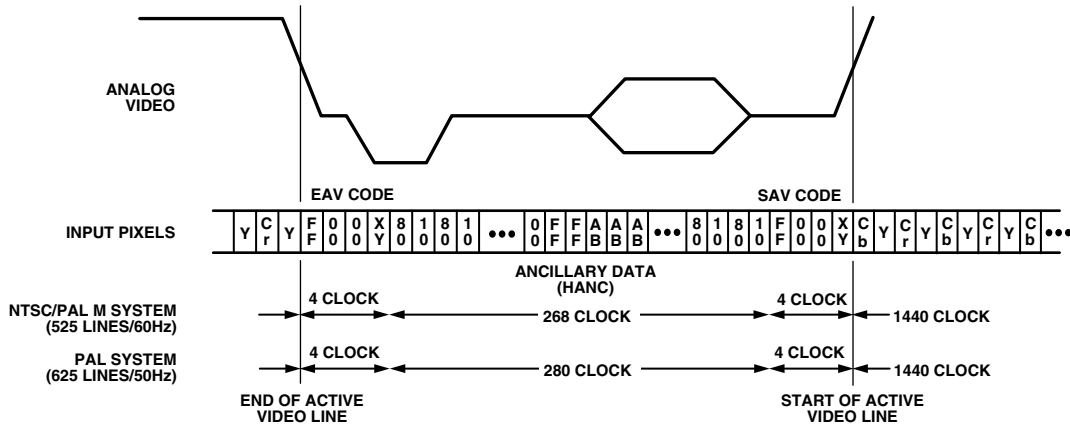 ANALOG
VIDEO
EAV CODE
SAV CODE
INPUT PIXELS
Y Cr Y FF 00 00 XY 80 10 80 10 ••• 00 FF FF AB AB AB ••• 80 10 80 10 FF 00 00 XY Cb Y Cr Y Cb Y Cr Y Cb •••
ANCILLARY DATA
(HANC)
NTSC/PAL M SYSTEM
(525 LINES/60Hz)
4 CLOCK
268 CLOCK
4 CLOCK
1440 CLOCK
PAL SYSTEM
(625 LINES/50Hz)
4 CLOCK
280 CLOCK
4 CLOCK
1440 CLOCK
END OF ACTIVE
VIDEO LINE
START OF ACTIVE
VIDEO LINE